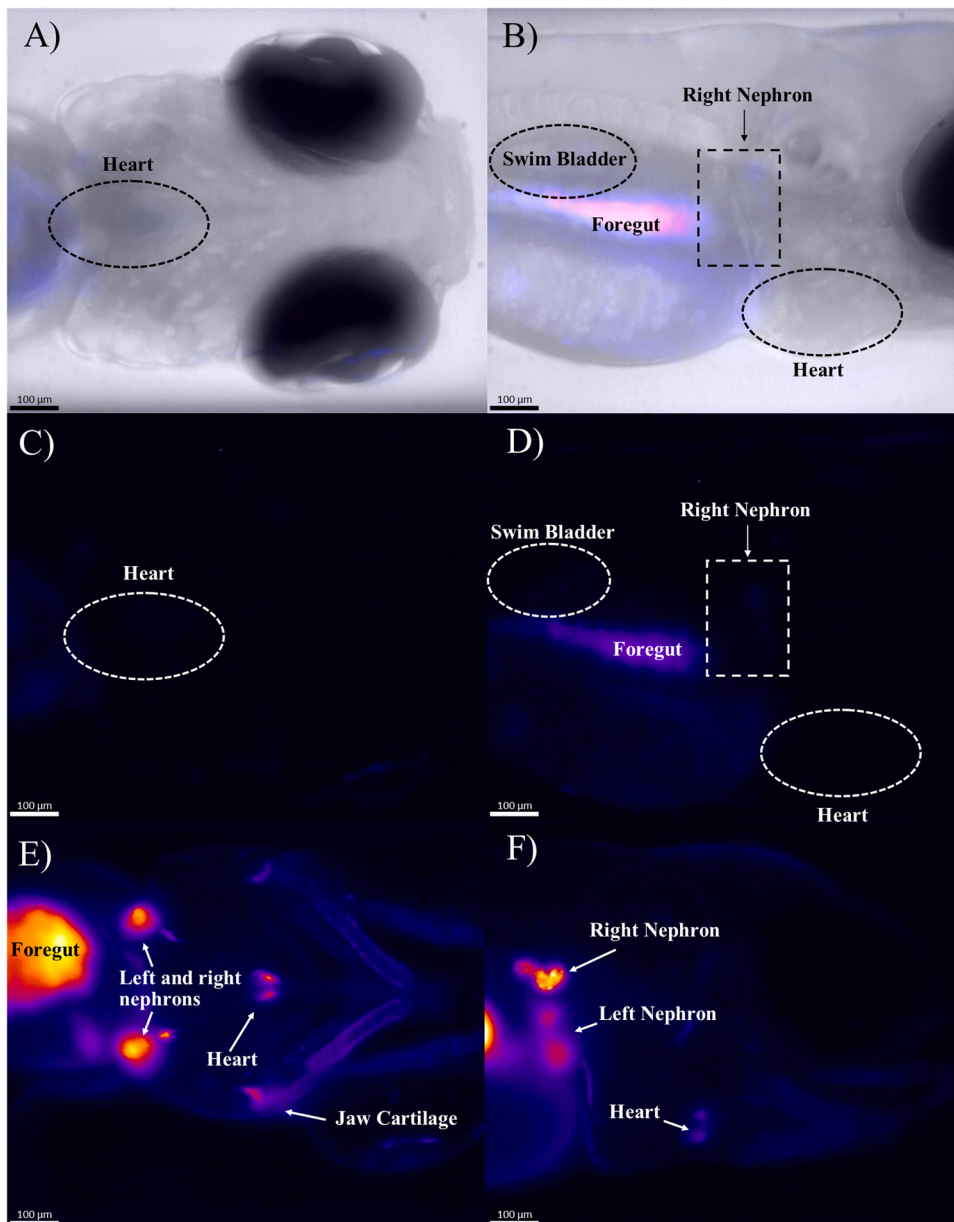 A)
Heart
100 μm
B)
Right Nephron
Swim Bladder
Foregut
Heart
100 μm
C)
Heart
100 μm
D)
Right Nephron
Swim Bladder
Foregut
Heart
100 μm
E)
Foregut
Left and right
nephrons
Heart
Jaw Cartilage
100 μm
F)
Right Nephron
Left Nephron
Heart
100 μm